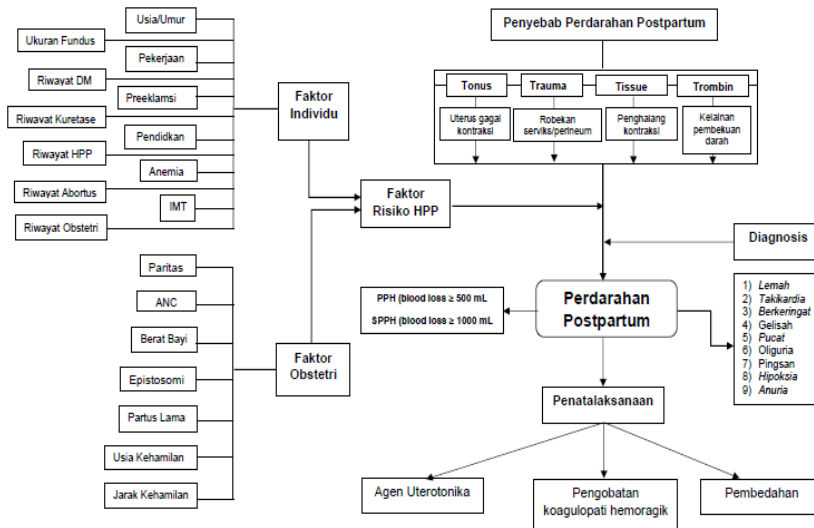 Usia/Umur
Ukuran Fundus
Pekerjaan
Riwayat DM
Preeklamsi
Riwayat Kuretase
Pendidkan
Riwayat HPP
Anemia
Riwayat Abortus
IMT
Riwayat Obstetri
Faktor
Individu
Paritas
ANC
Berat Bayi
Epistosomi
Partus Lama
Usia Kehamilan
Jarak Kehamilan
Faktor
Obstetri
Faktor
Risiko HPP
Penyebab Perdarahan Postpartum
Tonus
Trauma
Tissue
Trombin
Uterus gagal
kontraksi
Robekan
serviks/perineum
Penghalang
kontraksi
Kelainan
pembekuan
darah
Diagnosis
PPH (blood loss ≥ 500 mL
SPPH (blood loss ≥ 1000 mL
Perdarahan
Postpartum
1) Lemah
2) Takikardia
3) Berkeringat
4) Gelisah
5) Pucat
6) Oliguria
7) Pingsan
8) Hipoksia
9) Anuria
Penatalaksanaan
Agen Uterotonika
Pengobatan
koagulopati hemoragik
Pembedahan